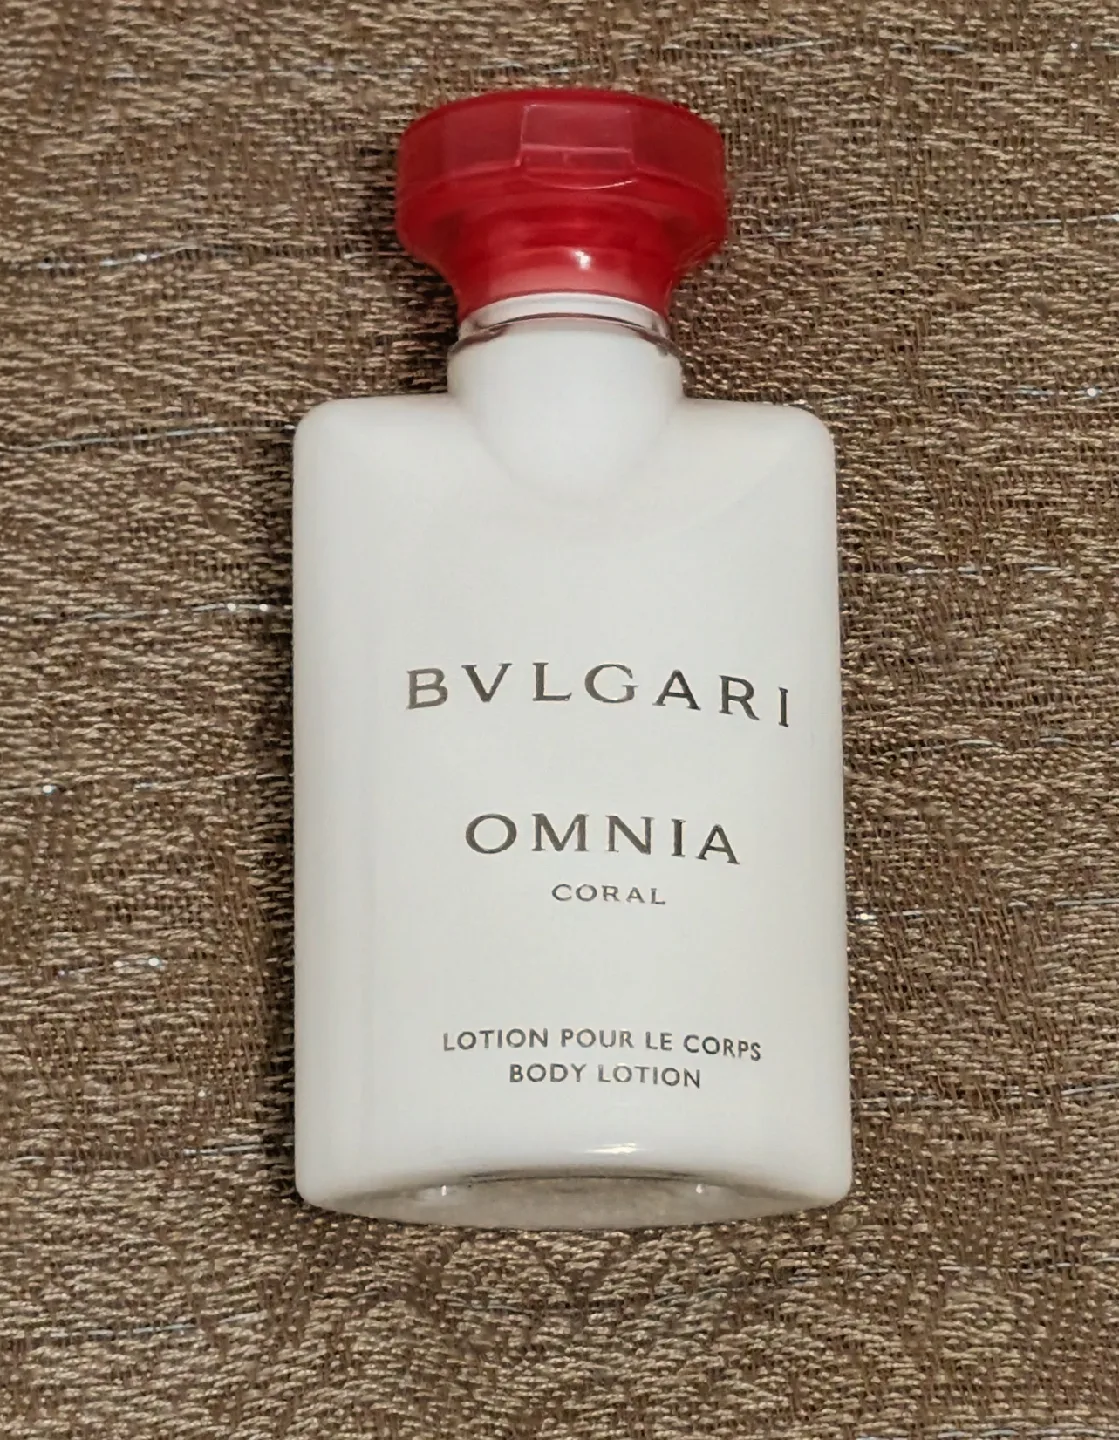 BVLGARI
OMNIA
CORAL
LOTION POUR LE CORPS
BODY LOTION